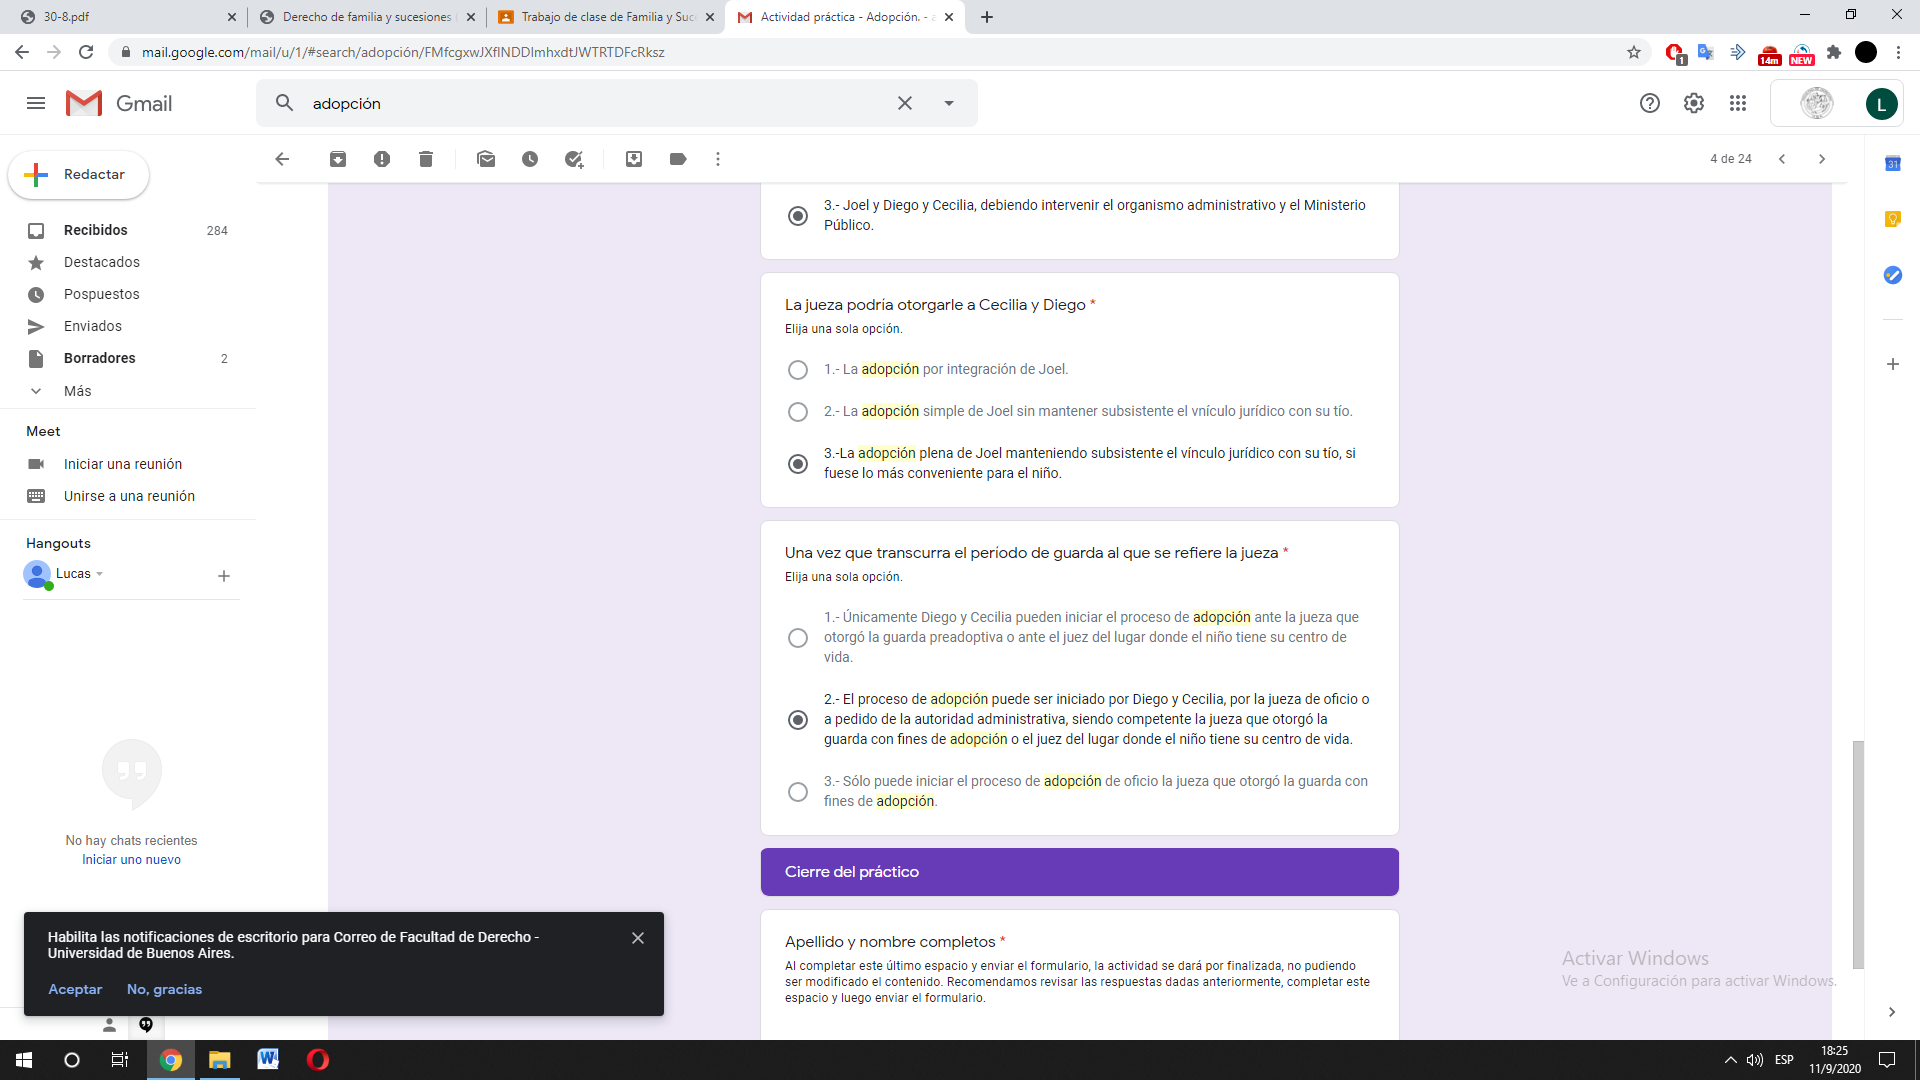 30-8.pdf
Derecho de familia y sucesiones
Trabajo de clase de Familia y Suc
Actividad práctica - Adopción. - a
mail.google.com/mail/u/1/#search/adopción/FMfcgxwJXflNDDlmhxdtJWTRTDFcRksz
1
14m
NEW
Gmail
adopción
L
Redactar
4 de 24
31
Recibidos 284
Destacados
Pospuestos
Enviados
Borradores 2
Más
Meet
Iniciar una reunión
Unirse a una reunión
Hangouts
Lucas
No hay chats recientes
Iniciar uno nuevo
3.- Joel y Diego y Cecilia, debiendo intervenir el organismo administrativo y el Ministerio
Público.
La jueza podría otorgarle a Cecilia y Diego *
Elija una sola opción.
1.- La adopción por integración de Joel.
2.- La adopción simple de Joel sin mantener subsistente el vnículo jurídico con su tío.
3.-La adopción plena de Joel manteniendo subsistente el vínculo jurídico con su tío, si
fuese lo más conveniente para el niño.
Una vez que transcurra el período de guarda al que se refiere la jueza *
Elija una sola opción.
1.- Únicamente Diego y Cecilia pueden iniciar el proceso de adopción ante la jueza que
otorgó la guarda preadoptiva o ante el juez del lugar donde el niño tiene su centro de
vida.
2.- El proceso de adopción puede ser iniciado por Diego y Cecilia, por la jueza de oficio o
a pedido de la autoridad administrativa, siendo competente la jueza que otorgó la
guarda con fines de adopción o el juez del lugar donde el niño tiene su centro de vida.
3.- Sólo puede iniciar el proceso de adopción de oficio la jueza que otorgó la guarda con
fines de adopción.
Cierre del práctico
Apellido y nombre completos *
Al completar este último espacio y enviar el formulario, la actividad se dará por finalizada, no pudiendo
ser modificado el contenido. Recomendamos revisar las respuestas dadas anteriormente, completar este
espacio y luego enviar el formulario.
Habilita las notificaciones de escritorio para Correo de Facultad de Derecho -
Universidad de Buenos Aires.
Aceptar No, gracias
Activar Windows
Ve a Configuración para activar Windows.
ESP
18:25
11/9/2020